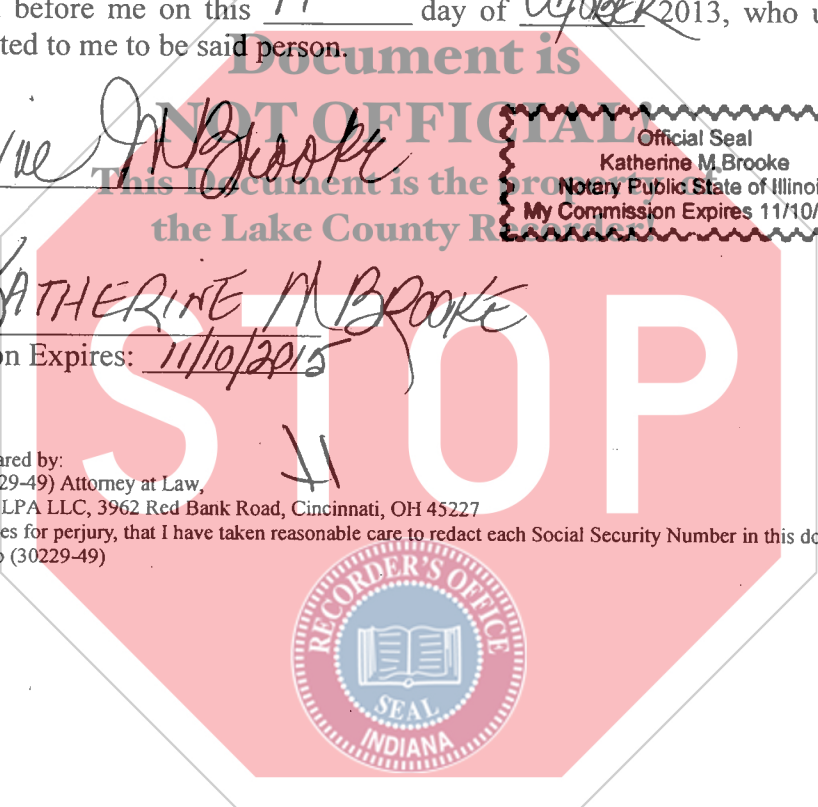 before me on this day of OCTOBER 2013, who u
ted to me to be said person.
Document is
NOT OFFICIAL!
This Document is the property of
the Lake County Recorder!
ine M Brooke
Official Seal
Katherine M Brooke
Notary Public State of Illinoi
My Commission Expires 11/10/
KATHERINE M BROOKE
on Expires: 11/10/2015
STOP
ared by:
29-49) Attorney at Law,
LPA LLC, 3962 Red Bank Road, Cincinnati, OH 45227
es for perjury, that I have taken reasonable care to redact each Social Security Number in this do
(30229-49)
RECORDER'S OFFICE
SEAL
INDIANA